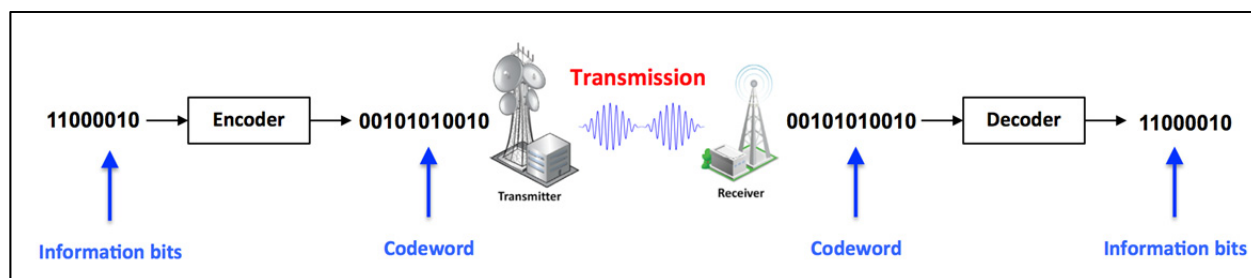 Transmission
11000010
Encoder
00101010010
00101010010
Decoder
11000010
Transmitter
Receiver
Information bits
Codeword
Codeword
Information bits